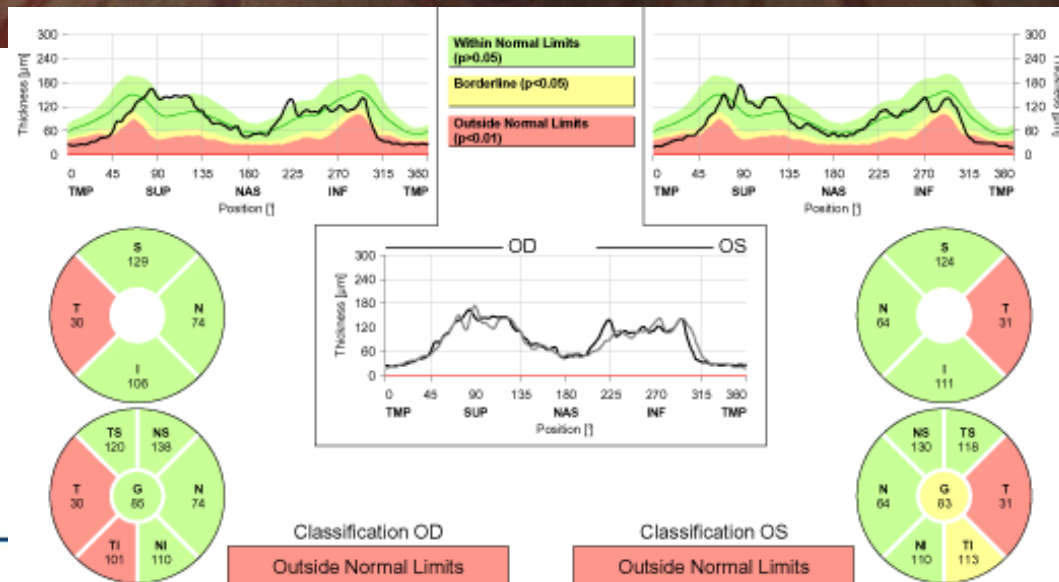 300
240
180
120
60
0
Thickness [µm]
0 45 90 135 180 225 270 315 360
TMP SUP NAS INF TMP
Position [°]
Within Normal Limits
(p>0.05)
Borderline (p<0.05)
Outside Normal Limits
(p<0.01)
300
240
180
120
60
0
0 45 90 135 180 225 270 315 360
TMP SUP NAS INF TMP
Position [°]
S
129
T
30
N
74
I
106
OD
OS
300
240
180
120
60
0
Thickness [µm]
0 45 90 135 180 225 270 315 360
TMP SUP NAS INF TMP
Position [°]
S
124
N
64
T
31
I
111
TS
120
NS
138
T
30
G
85
N
74
TI
101
NI
110
NS
130
TS
118
N
64
G
83
T
31
NI
110
TI
113
Classification OD
Outside Normal Limits
Classification OS
Outside Normal Limits